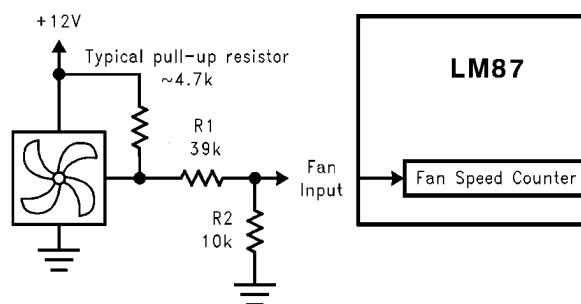 +12V
Typical pull-up resistor
~4.7k
LM87
R1
39k
Fan
Input
Fan Speed Counter
R2
10k